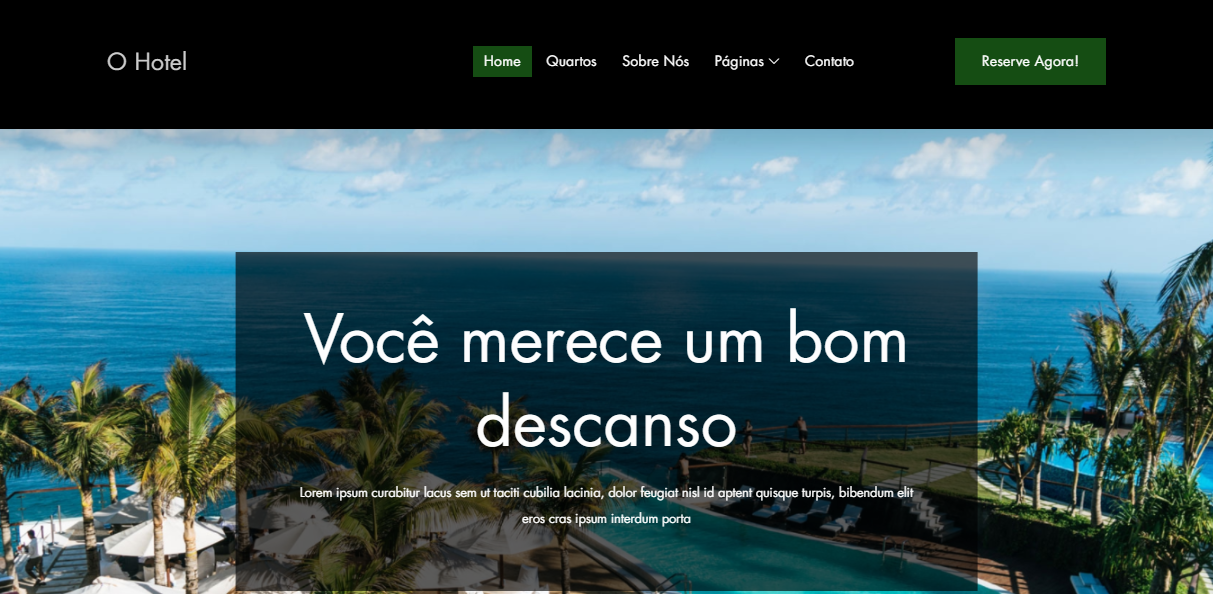 O Hotel
Home
Quartos
Sobre Nós
Páginas
Contato
Reserve Agora!
Você merece um bom
descanso
Lorem ipsum curabitur lacus sem ut taciti cubilia lacinia, dolor feugiat nisl id aptent quisque turpis, bibendum elit
eros cras ipsum interdum porta